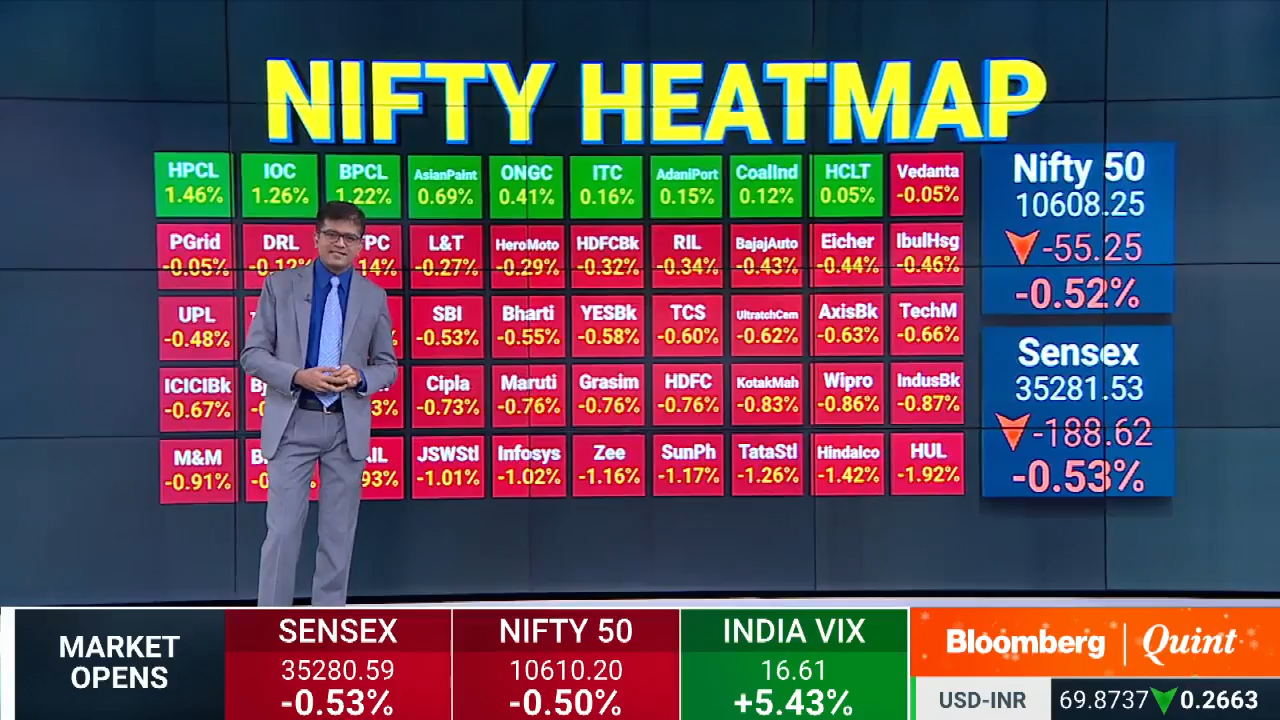 NIFTY HEATMAP
HPCL IOC BPCL AsianPaint ONGC ITC AdaniPort CoalInd HCLT Vedanta
1.46% 1.26% 1.22% 0.69% 0.41% 0.16% 0.15% 0.12% 0.05% -0.05%
PGrid DRL L&T HeroMoto HDFCBk RIL BajajAuto Eicher IbulHsg
-0.05% -0.27% -0.29% -0.32% -0.34% -0.43% -0.44% -0.46%
UPL SBI Bharti YESBk TCS UltratchCem AxisBk TechM
-0.48% -0.53% -0.55% -0.58% -0.60% -0.62% -0.63% -0.66%
ICICIBk Cipla Maruti Grasim HDFC KotakMah Wipro IndusBk
-0.67% -0.73% -0.76% -0.76% -0.76% -0.83% -0.86% -0.87%
M&M JSWStl Infosys Zee SunPh TataStl Hindalco HUL
-0.91% -1.01% -1.02% -1.16% -1.17% -1.26% -1.42% -1.92%
Nifty 50
10608.25
-55.25
-0.52%
Sensex
35281.53
-188.62
-0.53%
MARKET
OPENS
SENSEX
35280.59
-0.53%
NIFTY 50
10610.20
-0.50%
INDIA VIX
16.61
+5.43%
Bloomberg | Quint
USD-INR 69.8737 0.2663